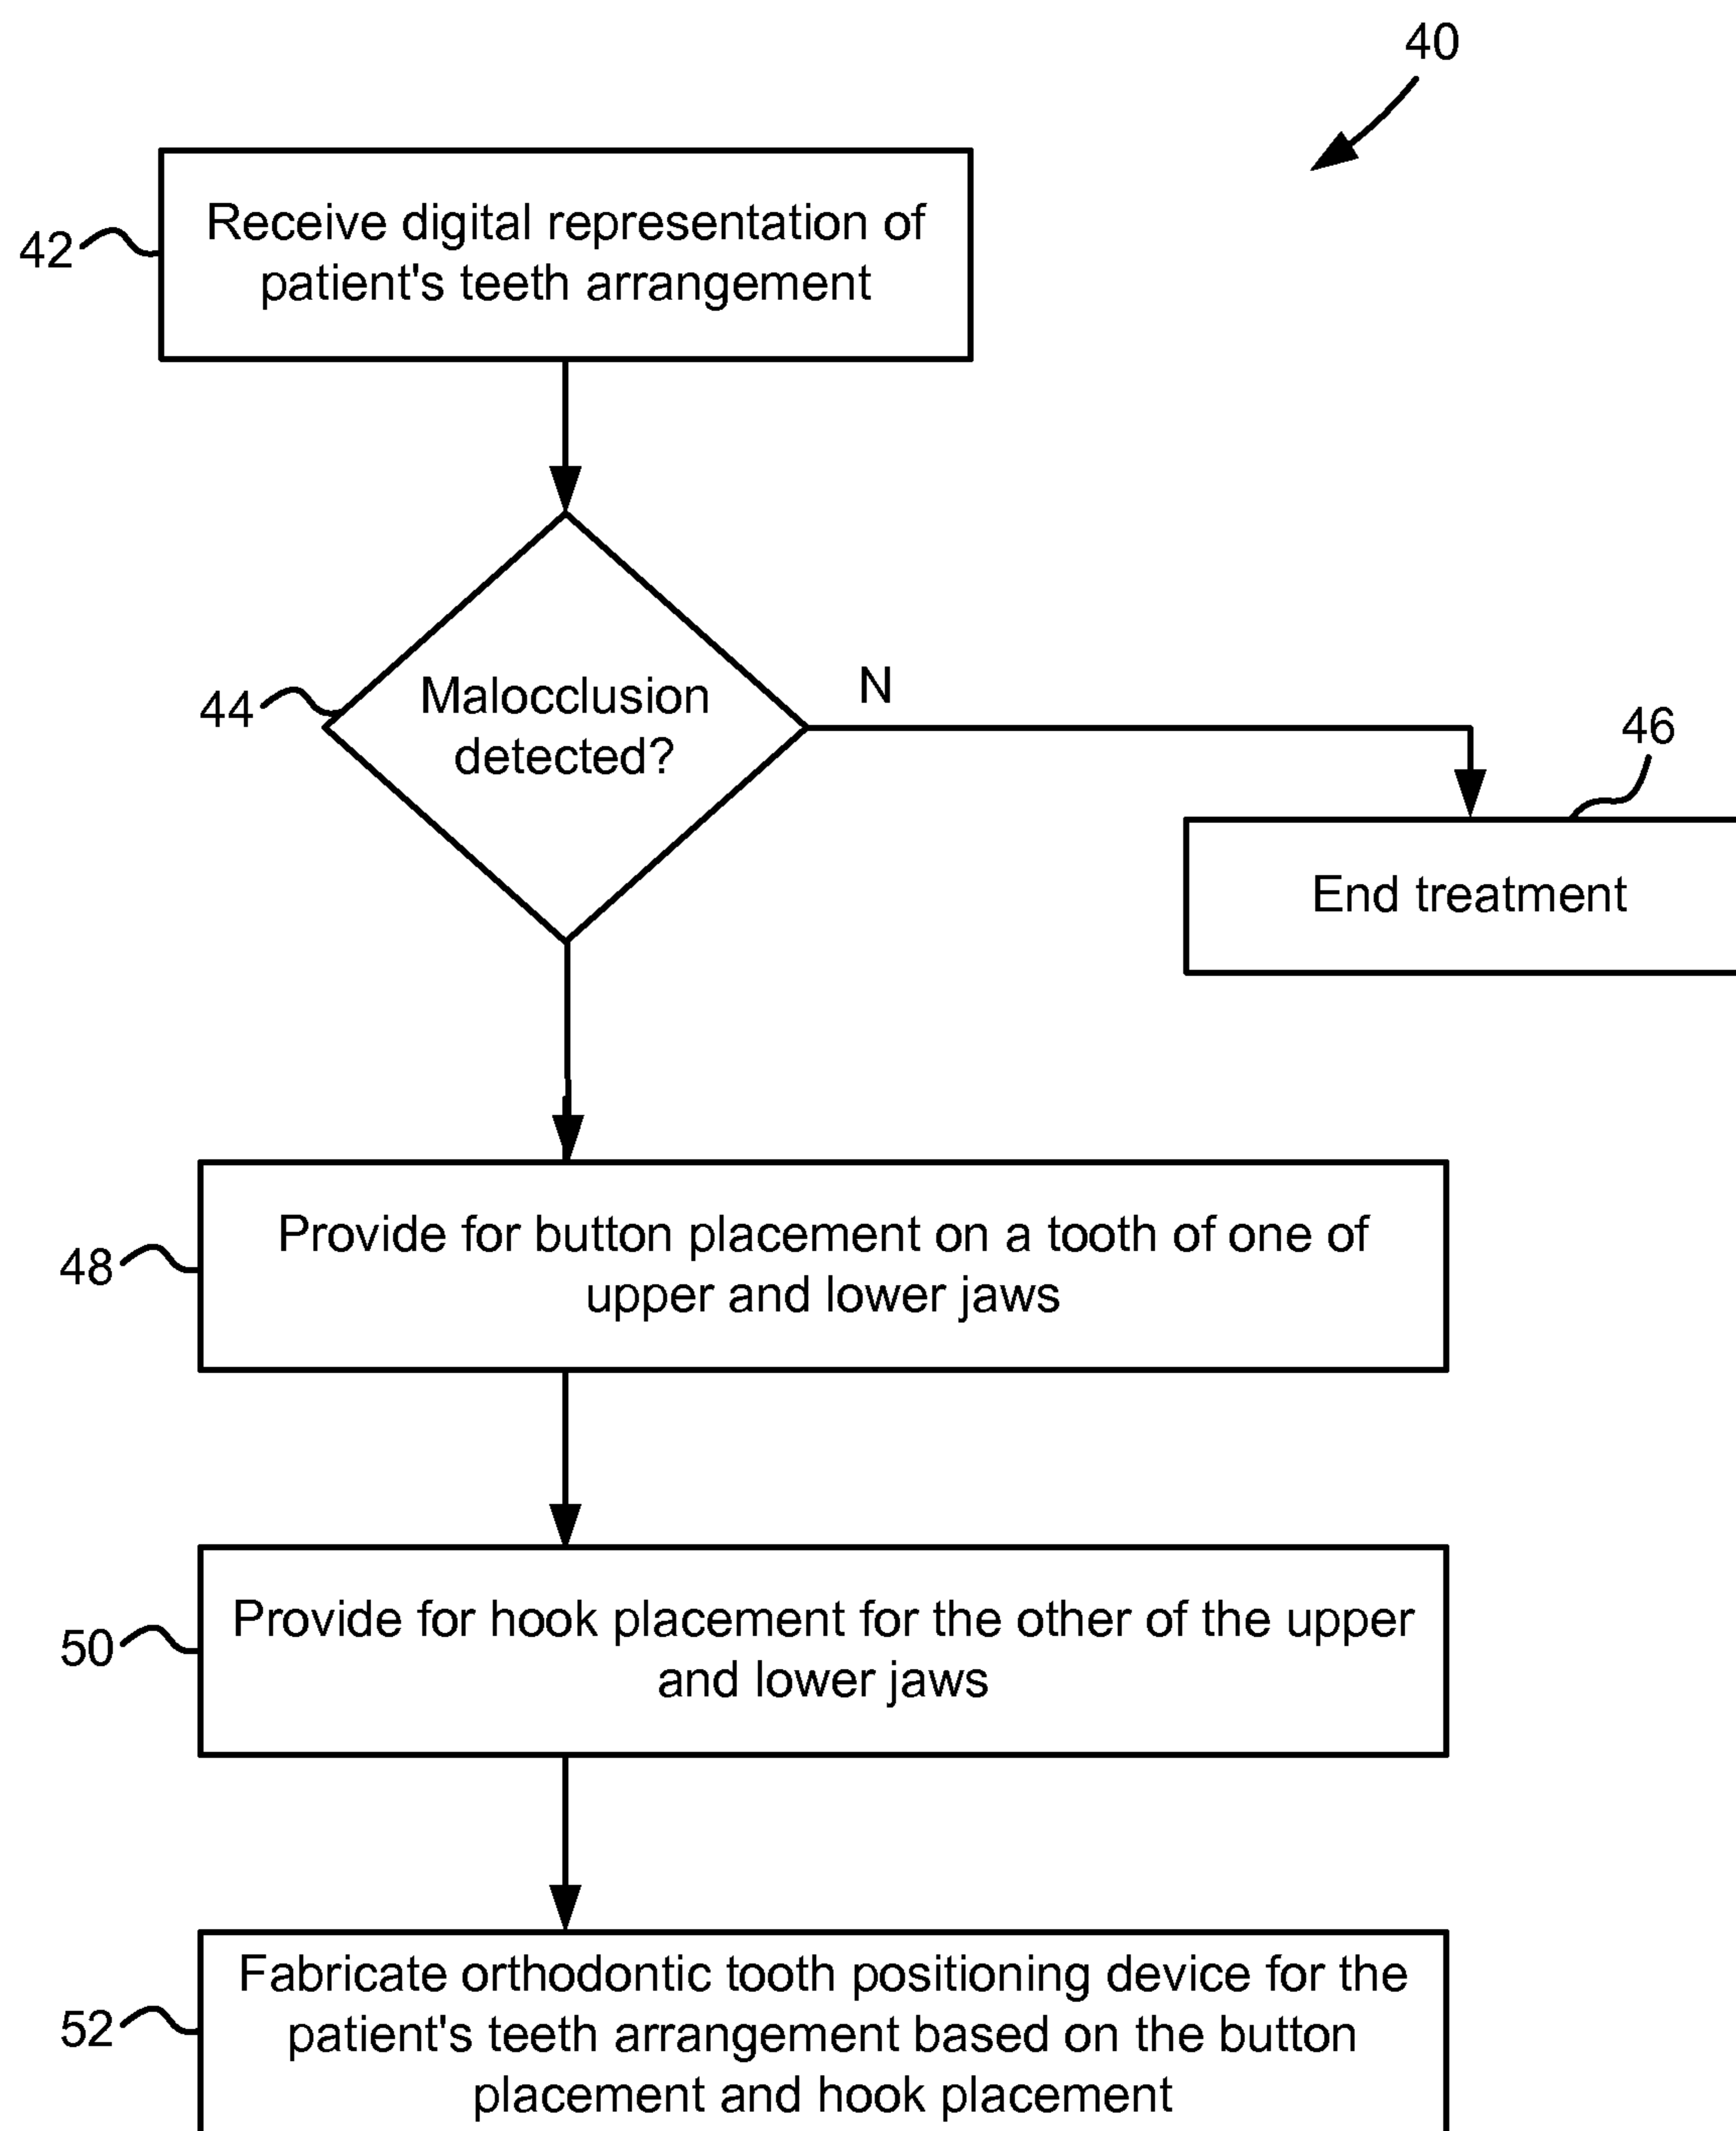 40
42
Receive digital representation of
patient's teeth arrangement
44
Malocclusion
detected?
N
46
End treatment
48
Provide for button placement on a tooth of one of
upper and lower jaws
50
Provide for hook placement for the other of the upper
and lower jaws
52
Fabricate orthodontic tooth positioning device for the
patient's teeth arrangement based on the button
placement and hook placement